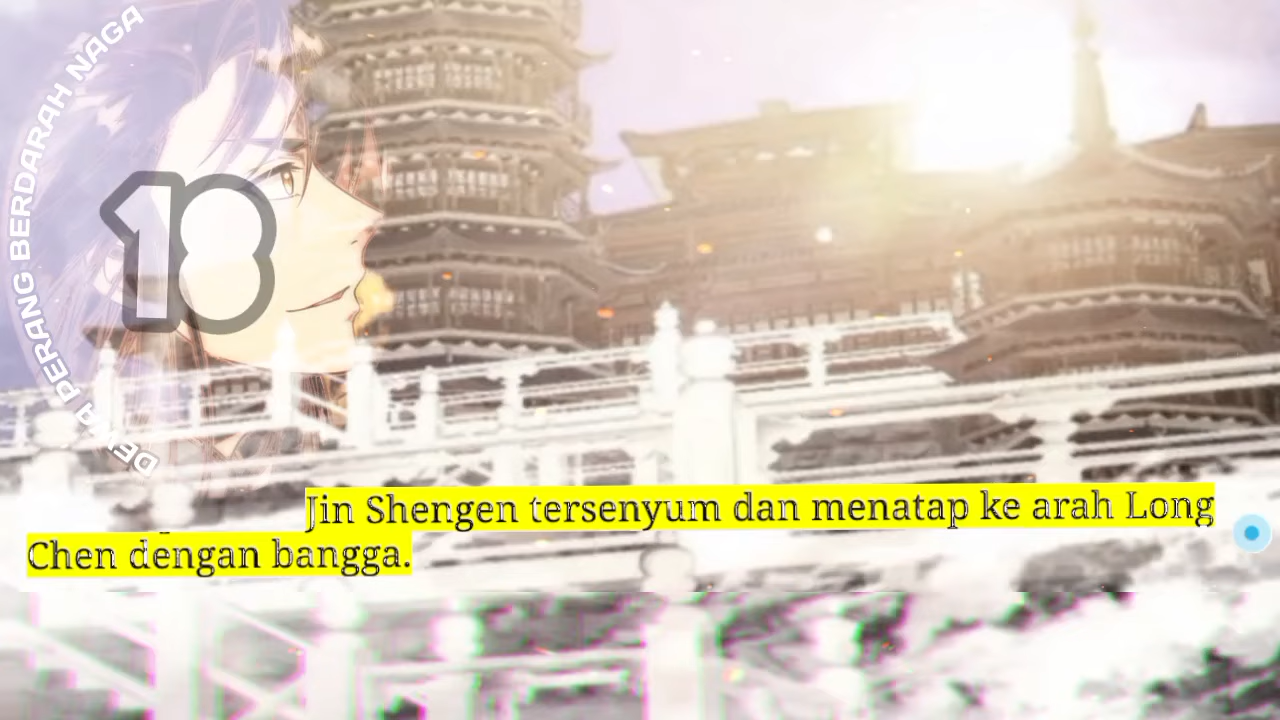 DEWA PERANG BERDARAH NAGA
18
Jin Shengen tersenyum dan menatap ke arah Long
Chen dengan bangga.